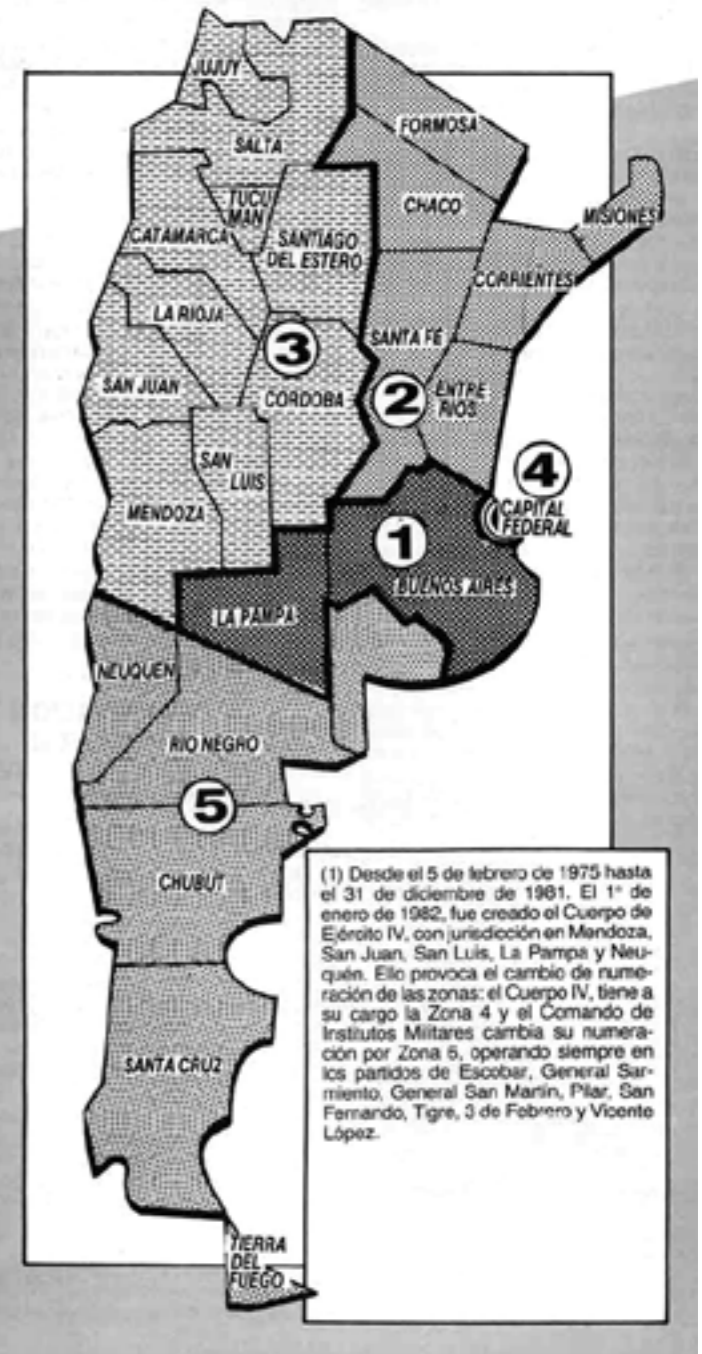 JUJUY
SALTA
FORMOSA
CHACO
MISIONES
TUCU
MAN
CATAMARCA
SANTIAGO
DEL ESTERO
CORRIENTES
LA RIOJA
SANTA FÉ
3
SAN JUAN
CORDOBA
2
ENTRE
RIOS
SAN
LUIS
4
CAPITAL
FEDERAL
MENDOZA
1
BUENOS AIRES
LA PAMPA
NEUQUEN
RIO NEGRO
5
CHUBUT
SANTA CRUZ
TIERRA
DEL
FUEGO
(1) Desde el 5 de febrero de 1975 hasta
el 31 de diciembre de 1981. El 1° de
enero de 1982, fue creado el Cuerpo de
Ejército IV, con jurisdicción en Mendoza,
San Juan, San Luis, La Pampa y Neu-
quén. Ello provoca el cambio de nume-
ración de las zonas: el Cuerpo IV, tiene a
su cargo la Zona 4 y el Comando de
Institutos Militares cambia su numera-
ción por Zona 6, operando siempre en
los partidos de Escobar, General Sar-
miento, General San Martín, Pilar, San
Fernando, Tigre, 3 de Febrero y Vicente
López.